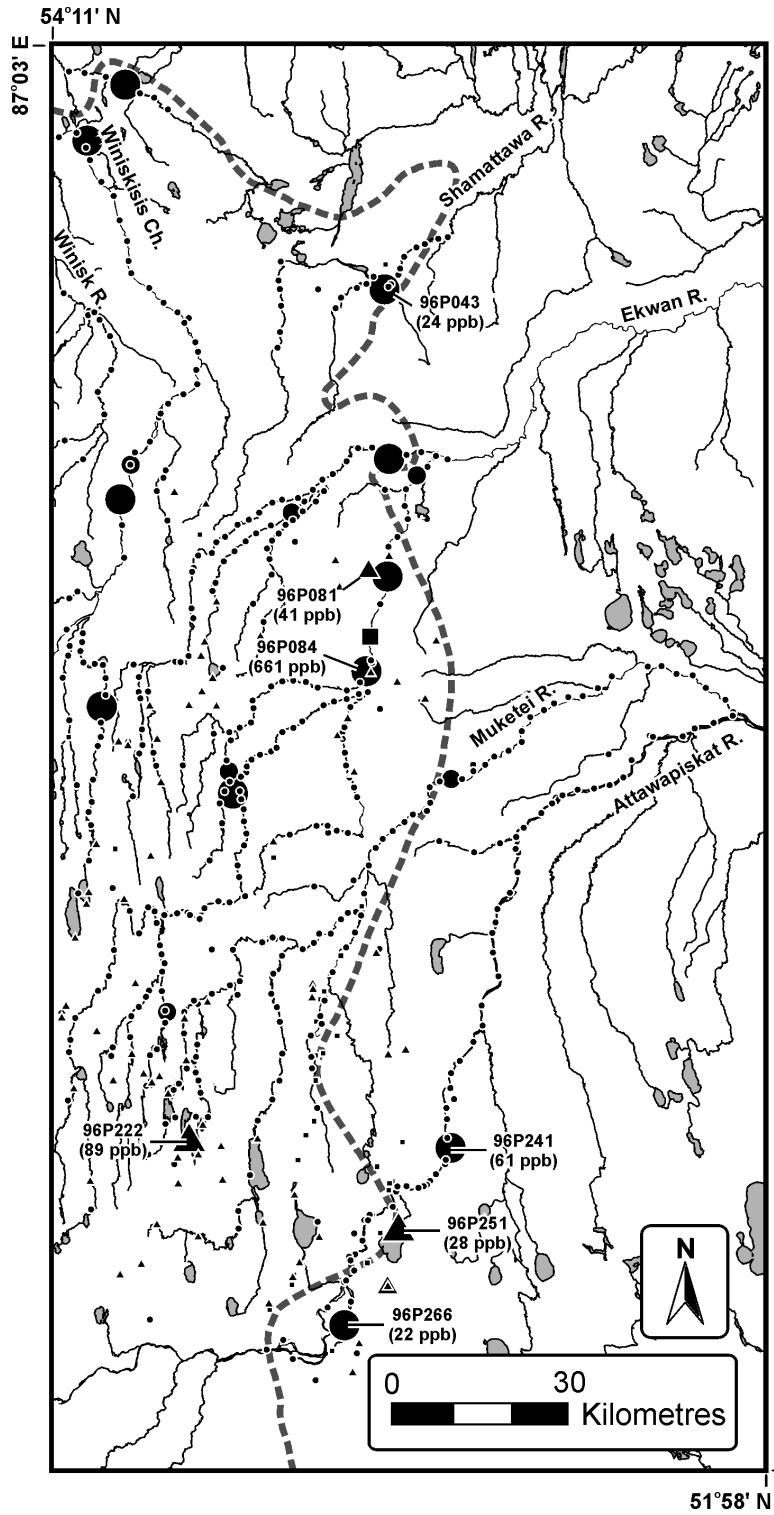 54°11' N
87°03' E
Winiskisis Ch.
Shamattawa R.
Winisk R.
96P043
(24 ppb)
Ekwan R.
96P081
(41 ppb)
96P084
(661 ppb)
Muketei R.
Attawapiskat R.
96P222
(89 ppb)
96P241
(61 ppb)
96P251
(28 ppb)
N
96P266
(22 ppb)
0 30
Kilometres
51°58' N